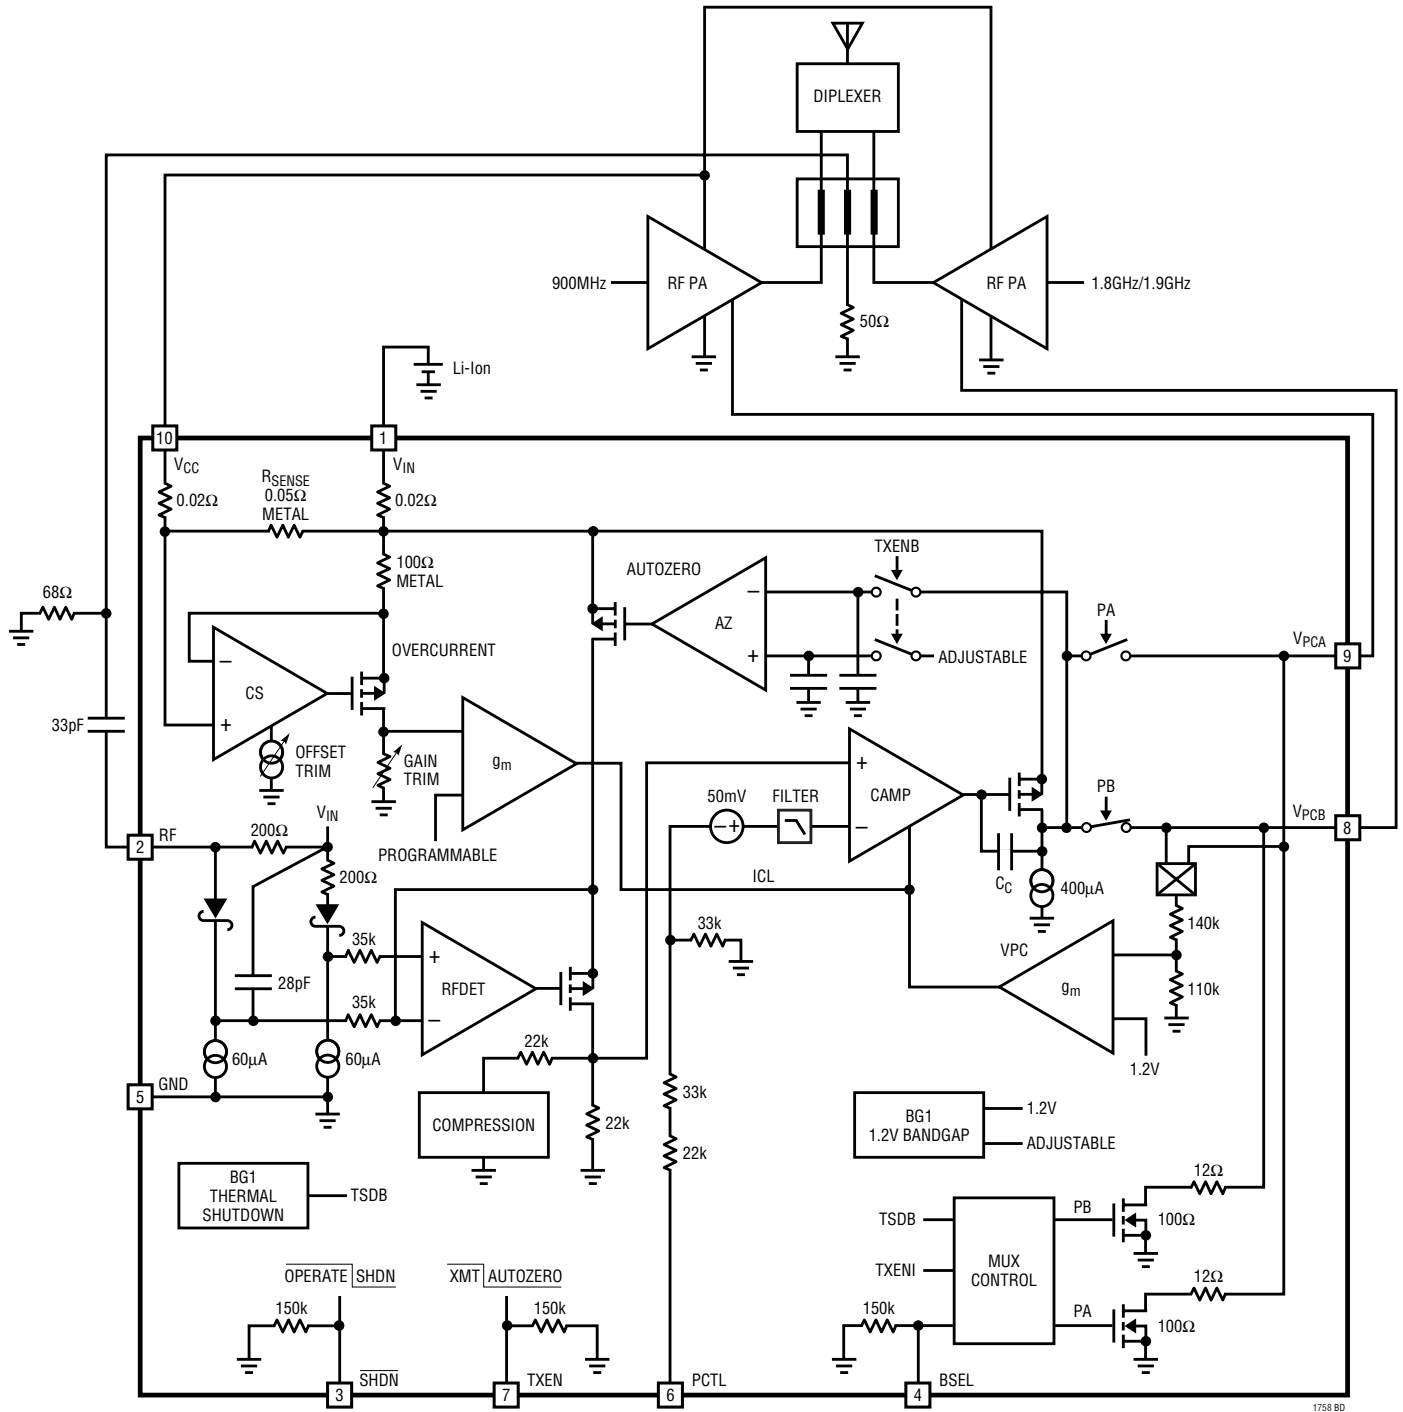 DIPLEXER
900MHz
RF PA
RF PA
1.8GHz/1.9GHz
50Ω
Li-Ion
10
1
VCC
VIN
0.02Ω
RSENSE
0.05Ω
METAL
0.02Ω
100Ω
METAL
68Ω
AUTOZERO
TXENB
AZ
−
+
ADJUSTABLE
PA
VPCA
9
OVERCURRENT
−
CS
+
33pF
OFFSET
TRIM
GAIN
TRIM
gm
PROGRAMMABLE
50mV
−+
FILTER
+
CAMP
−
PB
VPCB
8
CC
400µA
VIN
RF
2
200Ω
200Ω
ICL
140k
VPC
gm
110k
1.2V
33k
35k
28pF
35k
+
RFDET
−
60µA
60µA
22k
GND
5
COMPRESSION
22k
33k
22k
BG1
1.2V BANDGAP
1.2V
ADJUSTABLE
BG1
THERMAL
SHUTDOWN
TSDB
TSDB
TXENI
MUX
CONTROL
PB
12Ω
100Ω
PA
12Ω
100Ω
OPERATE SHDN
150k
XMT AUTOZERO
150k
150k
3
SHDN
7
TXEN
6
PCTL
4
BSEL
1758 BD